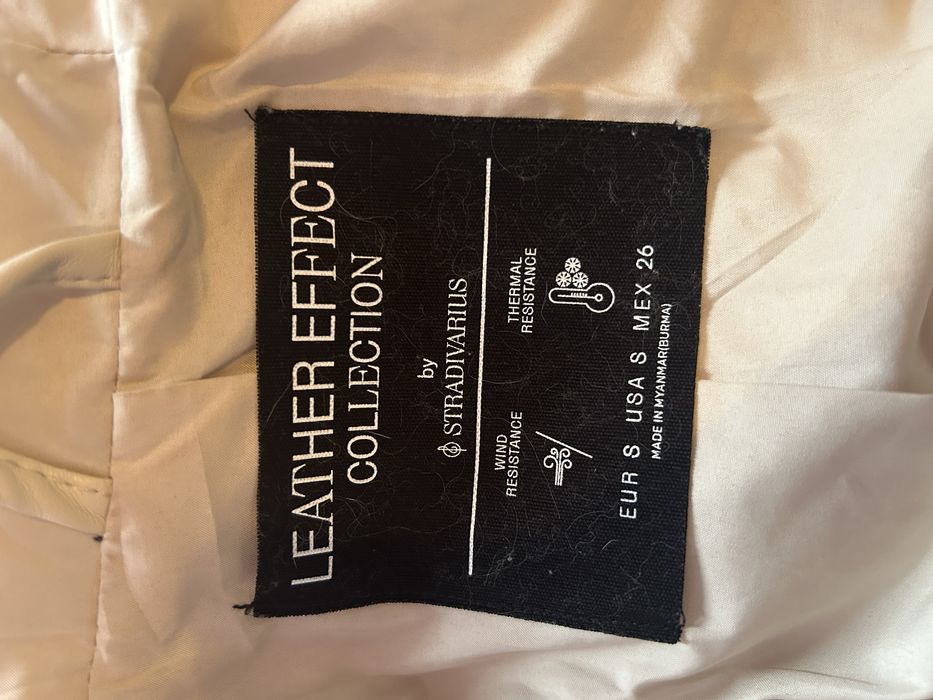 LEATHER EFFECT
COLLECTION
by
STRADIVARIUS
WIND
RESISTANCE
THERMAL
RESISTANCE
EUR S USA S MEX 26
MADE IN MYANMAR(BURMA)